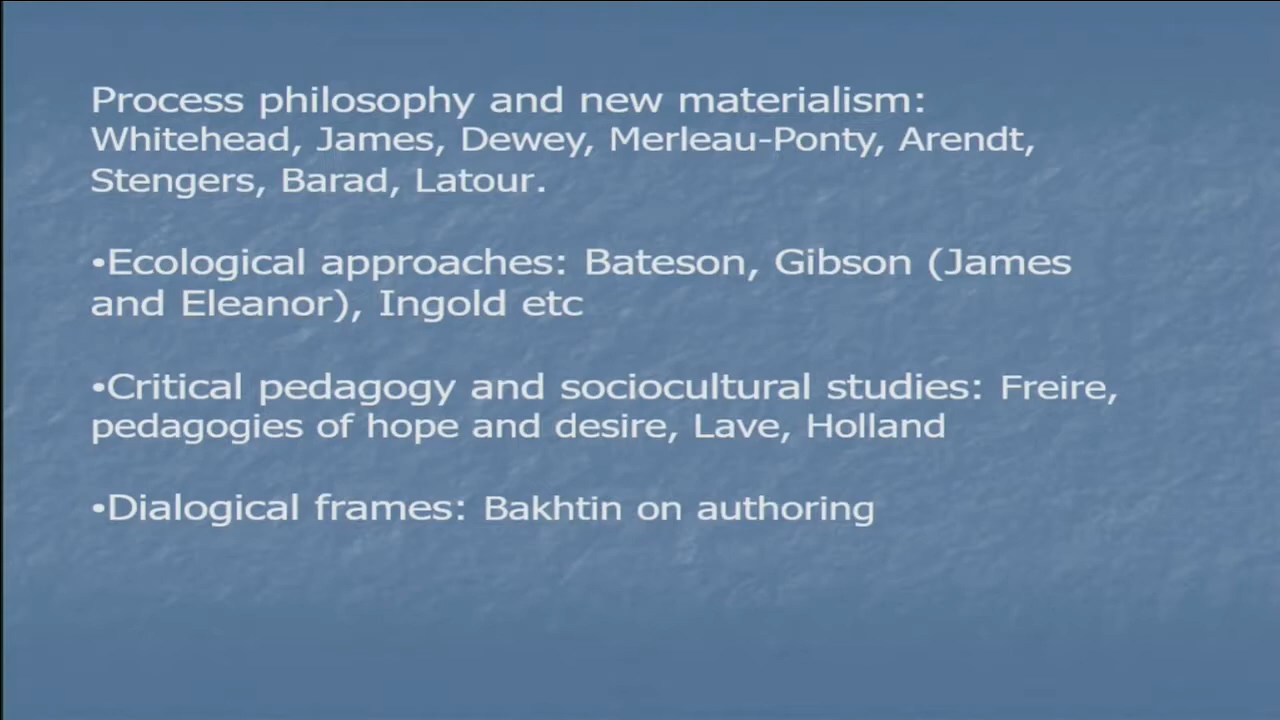 Process philosophy and new materialism:
Whitehead, James, Dewey, Merleau-Ponty, Arendt,
Stengers, Barad, Latour.
•Ecological approaches: Bateson, Gibson (James
and Eleanor), Ingold etc
•Critical pedagogy and sociocultural studies: Freire,
pedagogies of hope and desire, Lave, Holland
•Dialogical frames: Bakhtin on authoring